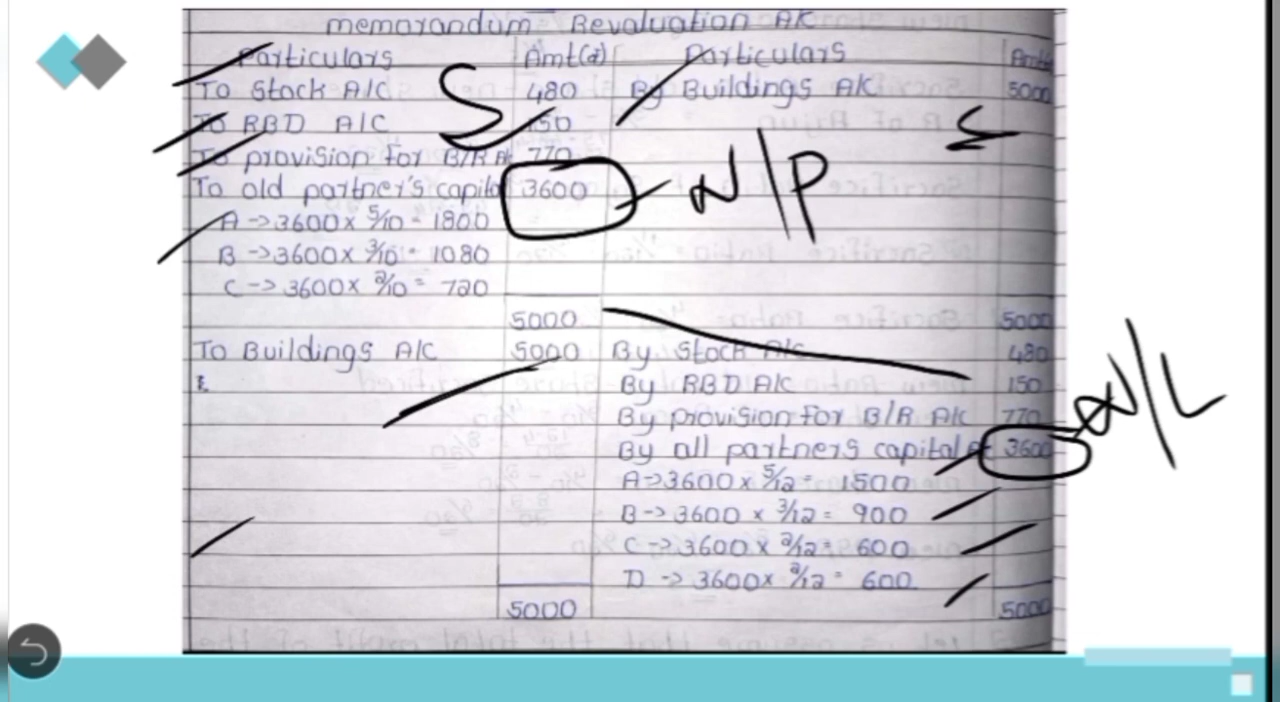 memorandum Revaluation A/C
Particulars Amt(₹) Particulars Amt
To Stock A/C 480 By Buildings A/C 5000
To RBD A/C 150
To provision for B/R A 770
To old partner's capital 3600 N/P
A -> 3600 x 5/10 = 1800
B -> 3600 x 3/10 = 1080
C -> 3600 x 2/10 = 720
5000 5000
To Buildings A/C 5000 By Stock A/C 480
By RBD A/C 150
By provision for B/R A/C 770
By all partners capital A 3600 N/L
A -> 3600 x 5/12 = 1500
B -> 3600 x 3/12 = 900
C -> 3600 x 2/12 = 600
D -> 3600 x 2/12 = 600
5000 5000